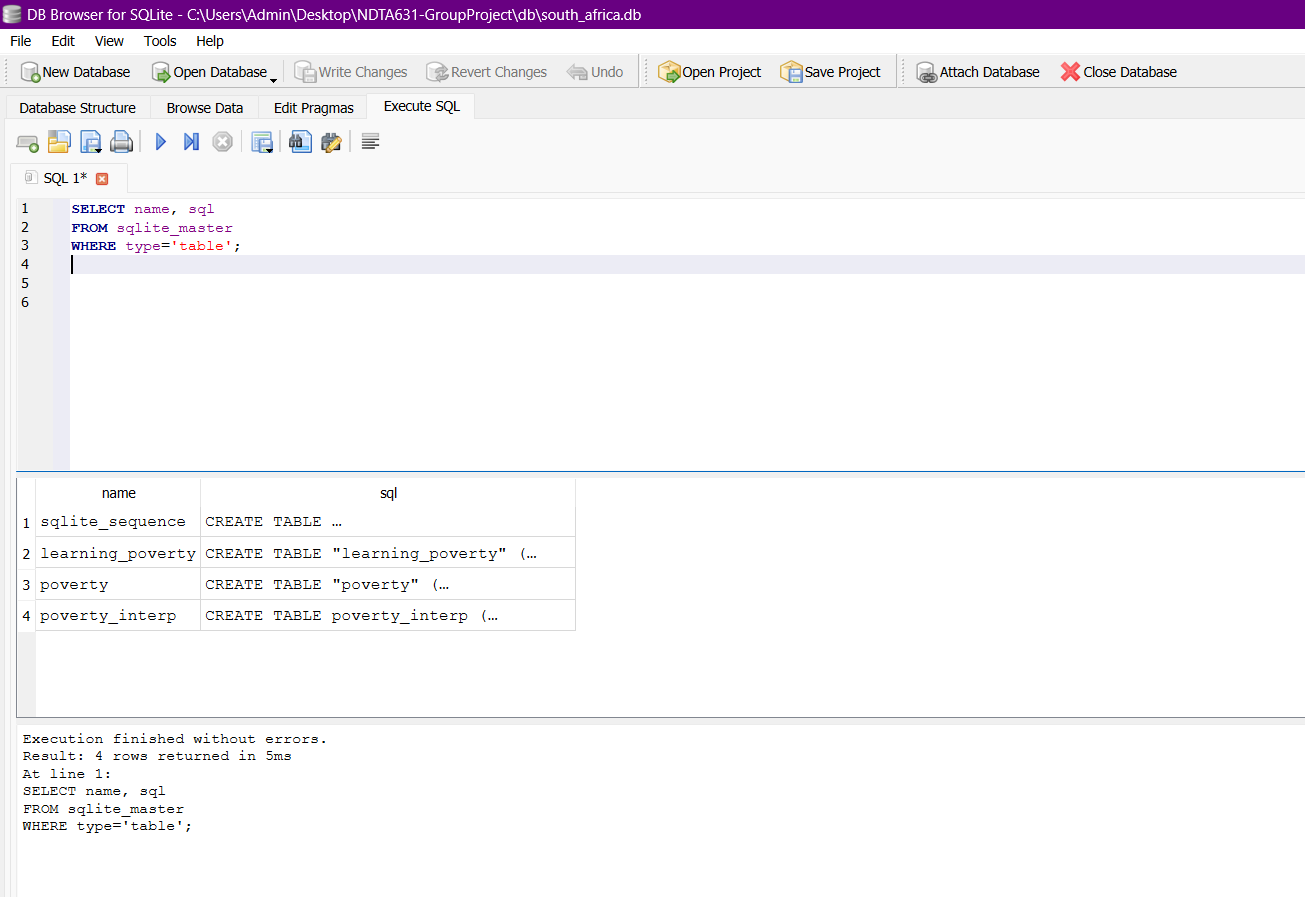 DB Browser for SQLite - C:\Users\Admin\Desktop\NDTA631-GroupProject\db\south_africa.db
File Edit View Tools Help
New Database Open Database Write Changes Revert Changes Undo Open Project Save Project Attach Database Close Database
Database Structure Browse Data Edit Pragmas Execute SQL
SQL 1*
1 SELECT name, sql
2 FROM sqlite_master
3 WHERE type='table';
4
5
6
name sql
1 sqlite_sequence CREATE TABLE …
2 learning_poverty CREATE TABLE "learning_poverty" (…
3 poverty CREATE TABLE "poverty" (…
4 poverty_interp CREATE TABLE poverty_interp (…
Execution finished without errors.
Result: 4 rows returned in 5ms
At line 1:
SELECT name, sql
FROM sqlite_master
WHERE type='table';